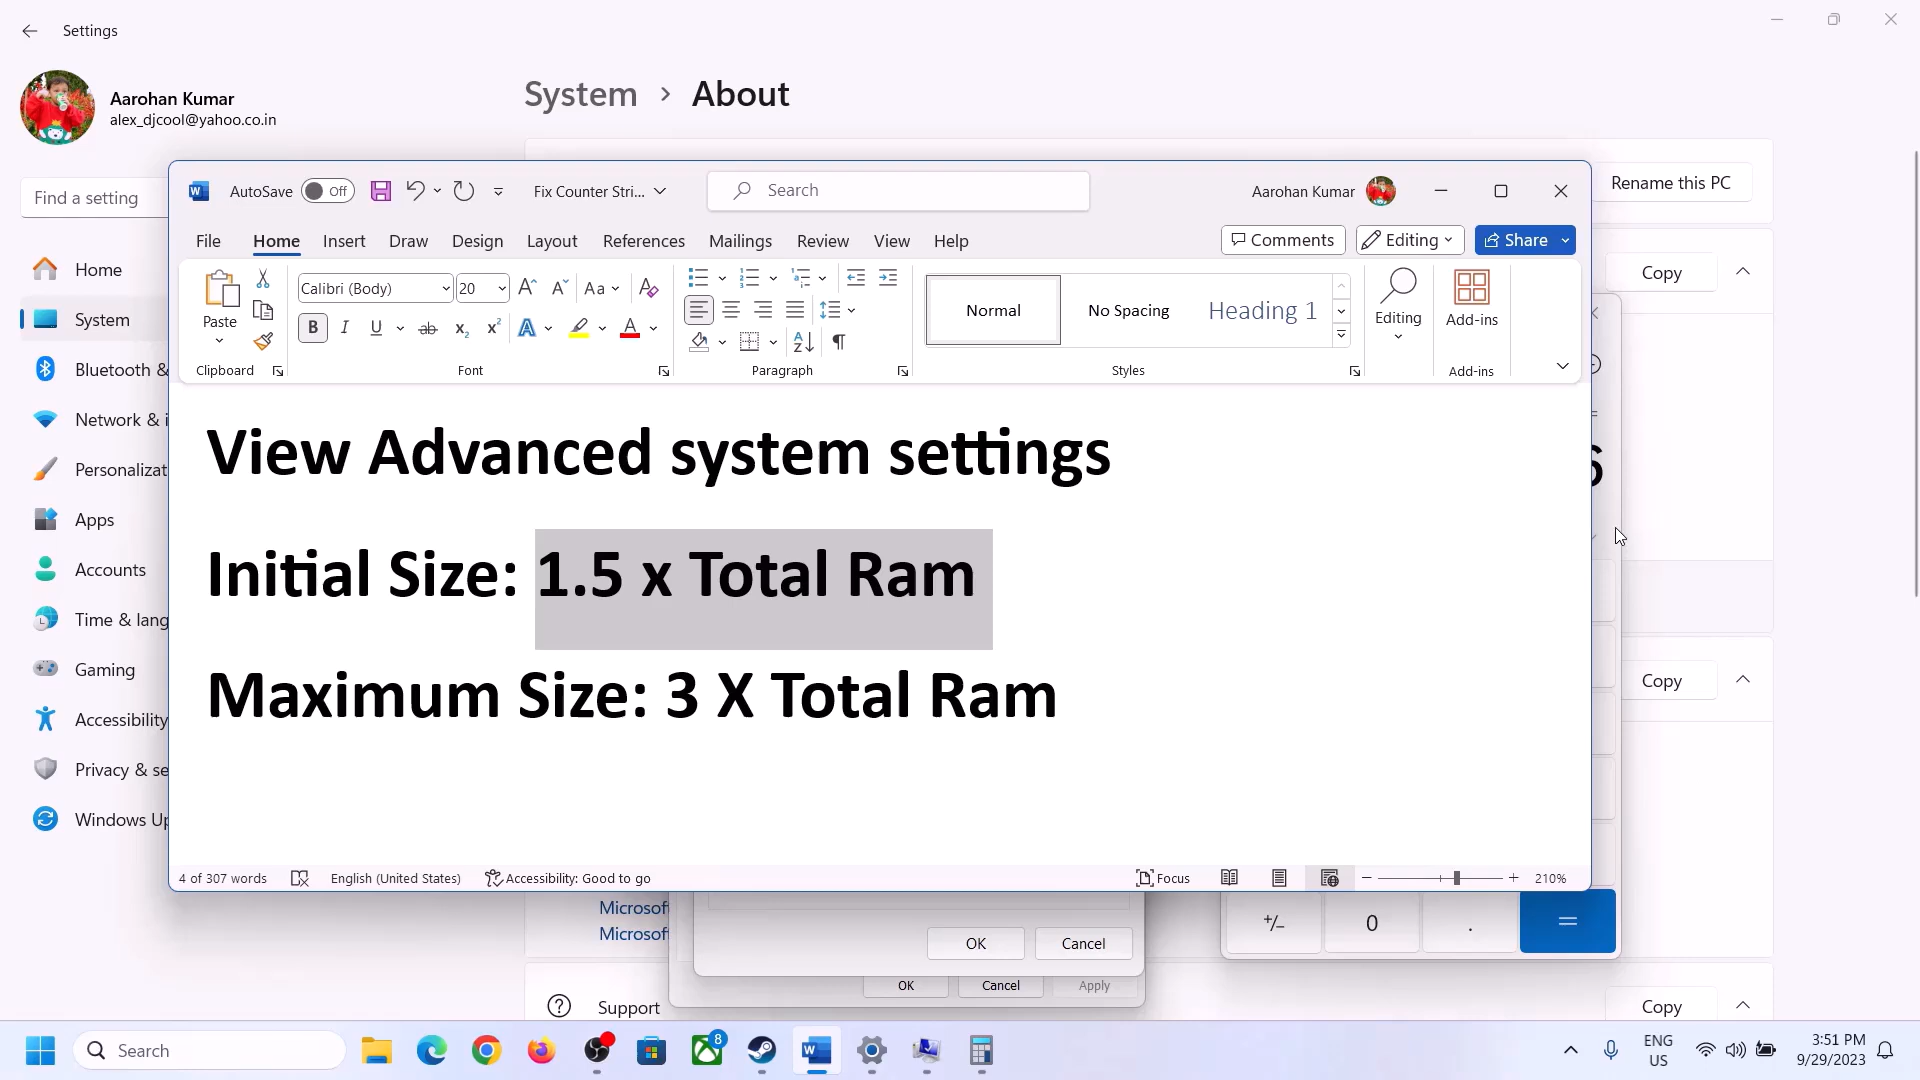 Settings
Aarohan Kumar
alex_djcool@yahoo.co.in
System > About
Find a setting
Home
System
Bluetooth &
Network & i
Personalizat
Apps
Accounts
Time & lang
Gaming
Accessibility
Privacy & se
Windows Up
Rename this PC
Copy
Copy
Copy
AutoSave Off
Fix Counter Stri...
Search
Aarohan Kumar
File Home Insert Draw Design Layout References Mailings Review View Help
Comments Editing Share
Paste
Calibri (Body) 20
Normal No Spacing Heading 1
Editing
Add-ins
Clipboard Font Paragraph Styles Add-ins
View Advanced system settings
Initial Size: 1.5 x Total Ram
Maximum Size: 3 X Total Ram
4 of 307 words English (United States) Accessibility: Good to go Focus 210%
Microsof
Microsof
OK Cancel
OK Cancel Apply
+/- 0 . =
Support
Search
8
ENG
US
3:51 PM
9/29/2023